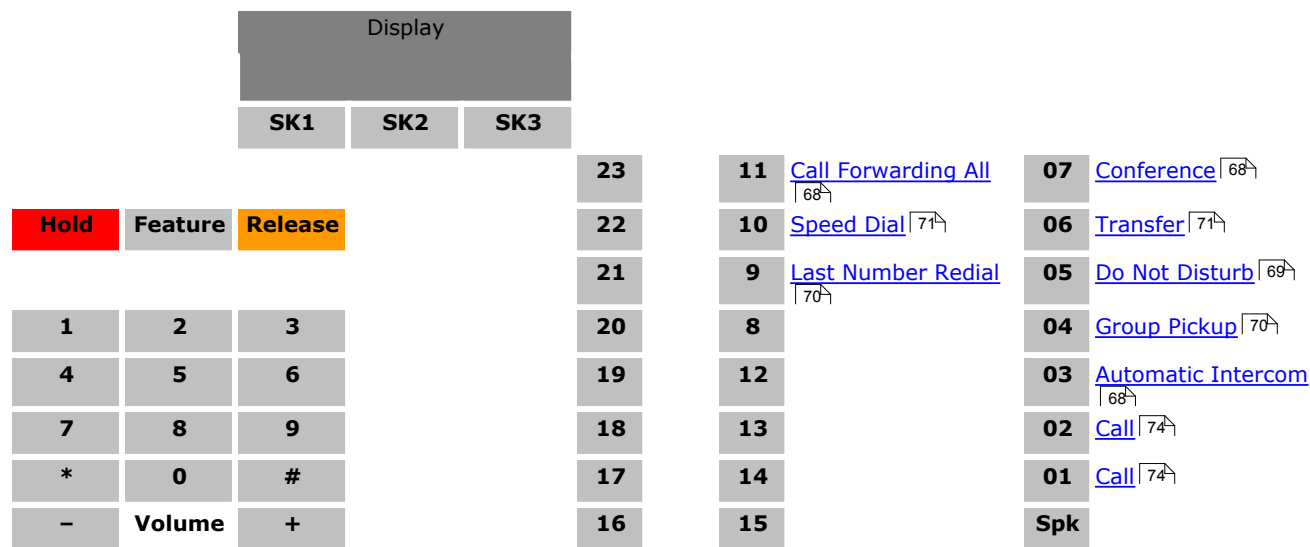 Display
SK1 SK2 SK3
23 11 Call Forwarding All 68 07 Conference 68
Hold Feature Release 22 10 Speed Dial 71 06 Transfer 71
21 9 Last Number Redial 70 05 Do Not Disturb 69
1 2 3 20 8 04 Group Pickup 70
4 5 6 19 12 03 Automatic Intercom 68
7 8 9 18 13 02 Call 74
* 0 # 17 14 01 Call 74
– Volume + 16 15 Spk